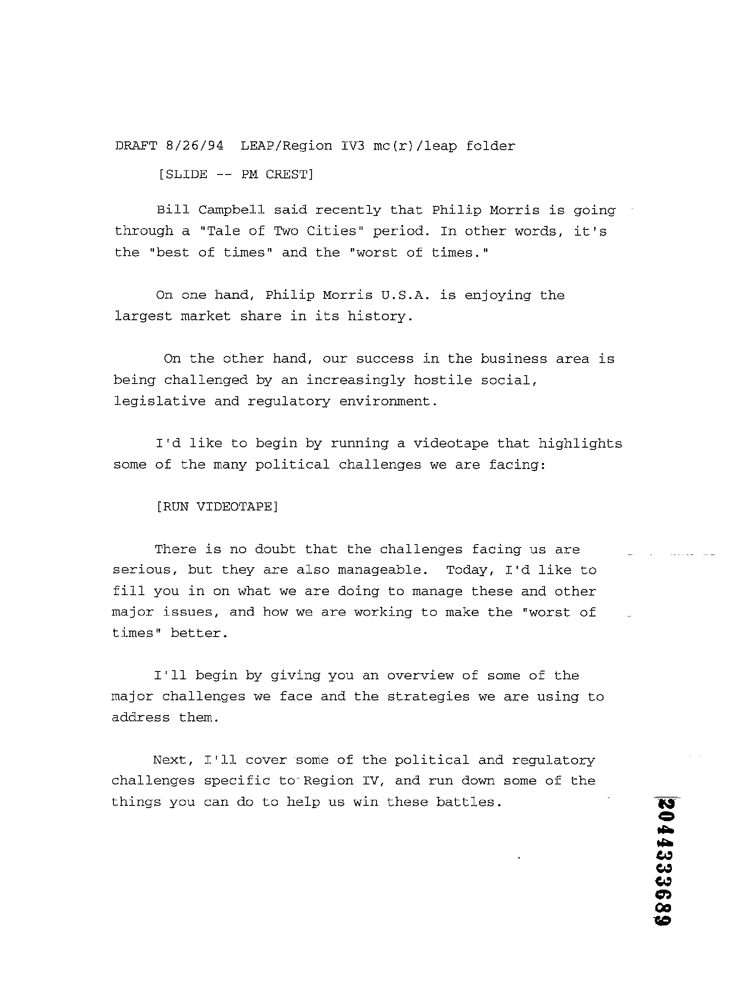 DRAFT 8/26/94  LEAP/Region IV3 mc(r)/leap folder
[SLIDE -- PM CREST]
Bill Campbell said recently that Philip Morris is going
through a "Tale of Two Cities" period. In other words, it's
the "best of times" and the "worst of times."
On one hand, Philip Morris U.S.A. is enjoying the
largest market share in its history.
On the other hand, our success in the business area is
being challenged by an increasingly hostile social,
legislative and regulatory environment.
I'd like to begin by running a videotape that highlights
some of the many political challenges we are facing:
[RUN VIDEOTAPE]
There is no doubt that the challenges facing us are
serious, but they are also manageable.  Today, I'd like to
fill you in on what we are doing to manage these and other
major issues, and how we are working to make the "worst of
times" better.
I'll begin by giving you an overview of some of the
major challenges we face and the strategies we are using to
address them.
Next, I'll cover some of the political and regulatory
challenges specific to Region IV, and run down some of the
things you can do to help us win these battles.
2044333689